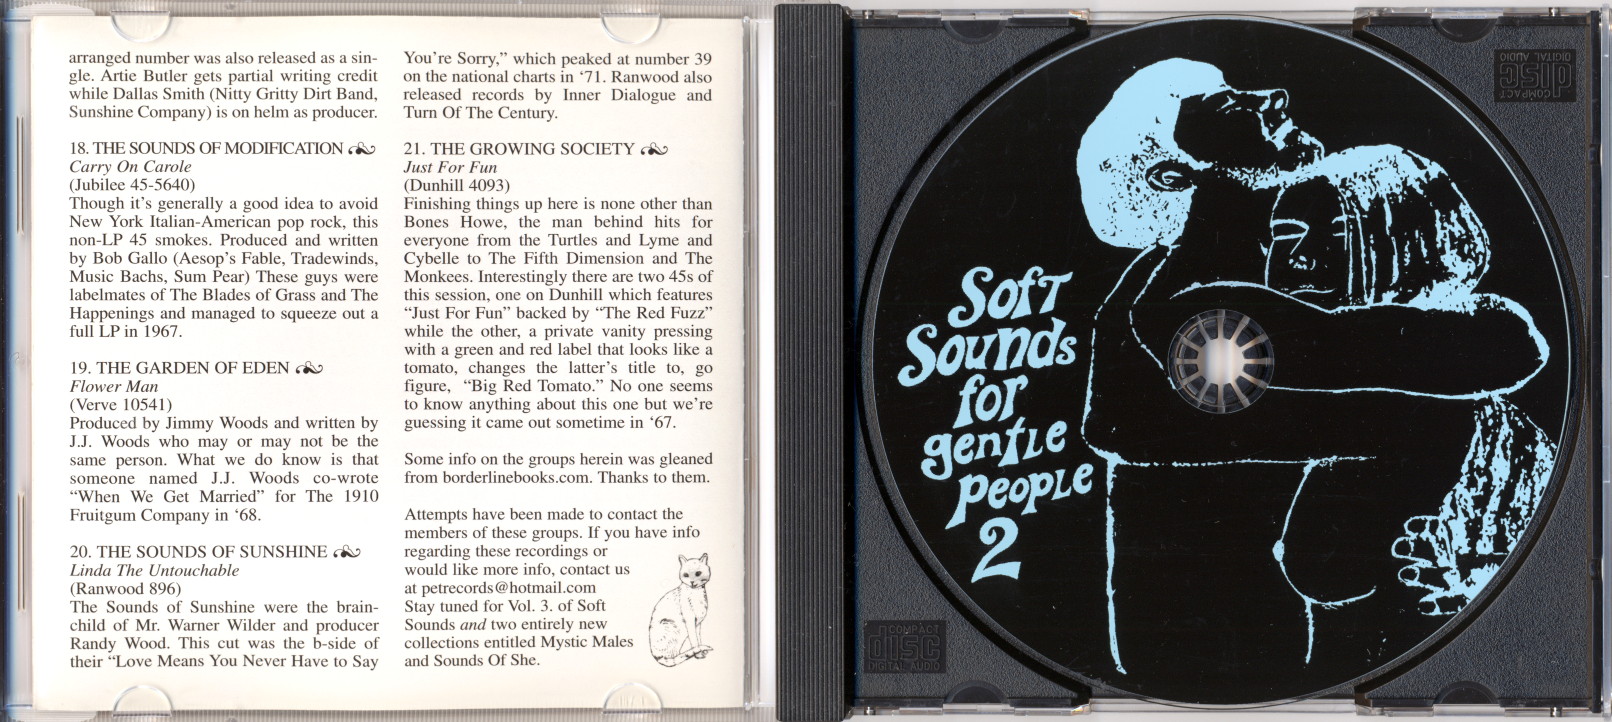 arranged number was also released as a sin-
gle. Artie Butler gets partial writing credit
while Dallas Smith (Nitty Gritty Dirt Band,
Sunshine Company) is on helm as producer.
18. THE SOUNDS OF MODIFICATION
Carry On Carole
(Jubilee 45-5640)
Though it's generally a good idea to avoid
New York Italian-American pop rock, this
non-LP 45 smokes. Produced and written
by Bob Gallo (Aesop's Fable, Tradewinds,
Music Bachs, Sum Pear) These guys were
labelmates of The Blades of Grass and The
Happenings and managed to squeeze out a
full LP in 1967.
19. THE GARDEN OF EDEN
Flower Man
(Verve 10541)
Produced by Jimmy Woods and written by
J.J. Woods who may or may not be the
same person. What we do know is that
someone named J.J. Woods co-wrote
“When We Get Married” for The 1910
Fruitgum Company in ‘68.
20. THE SOUNDS OF SUNSHINE
Linda The Untouchable
(Ranwood 896)
The Sounds of Sunshine were the brain-
child of Mr. Warner Wilder and producer
Randy Wood. This cut was the b-side of
their “Love Means You Never Have to Say
You're Sorry,” which peaked at number 39
on the national charts in ‘71. Ranwood also
released records by Inner Dialogue and
Turn Of The Century.
21. THE GROWING SOCIETY
Just For Fun
(Dunhill 4093)
Finishing things up here is none other than
Bones Howe, the man behind hits for
everyone from the Turtles and Lyme and
Cybelle to The Fifth Dimension and The
Monkees. Interestingly there are two 45s of
this session, one on Dunhill which features
“Just For Fun” backed by “The Red Fuzz”
while the other, a private vanity pressing
with a green and red label that looks like a
tomato, changes the latter's title to, go
figure, “Big Red Tomato.” No one seems
to know anything about this one but we're
guessing it came out sometime in ‘67.
Some info on the groups herein was gleaned
from borderlinebooks.com. Thanks to them.
Attempts have been made to contact the
members of these groups. If you have info
regarding these recordings or
would like more info, contact us
at petrecords@hotmail.com
Stay tuned for Vol. 3. of Soft
Sounds and two entirely new
collections entitled Mystic Males
and Sounds Of She.
Soft
Sounds
for
gentle
people
2
COMPACT
disc
DIGITAL AUDIO
COMPACT
disc
DIGITAL AUDIO